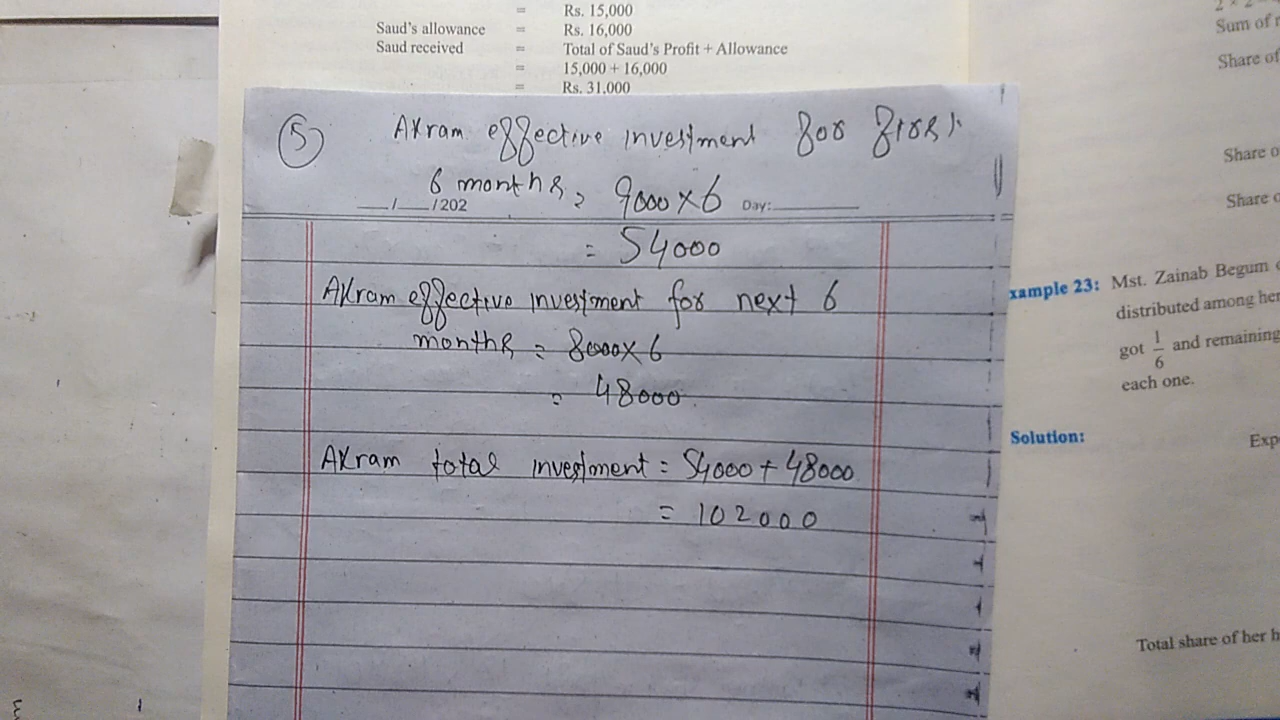 = Rs. 15,000
Saud's allowance = Rs. 16,000
Saud received = Total of Saud's Profit + Allowance
= 15,000 + 16,000
= Rs. 31,000
(5) Akram effective investment for first
6 months = 9000 × 6
__/__/202 Day:
= 54000
Akram effective investment for next 6
months = 8000 × 6
= 48000
Akram total investment = 54000 + 48000
= 102000
Sum of
Share of
Share o
Share
xample 23: Mst. Zainab Begum
distributed among her
got 1/6 and remaining
each one.
Solution:
Exp
Total share of her h